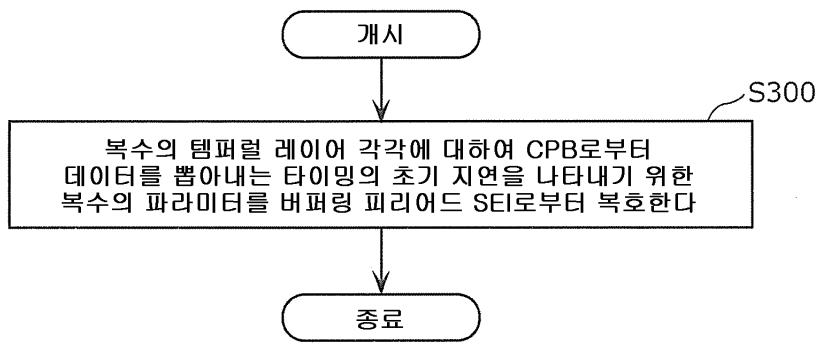 개시
S300
복수의 템퍼럴 레이어 각각에 대하여 CPB로부터
데이터를 뽑아내는 타이밍의 초기 지연을 나타내기 위한
복수의 파라미터를 버퍼링 피리어드 SEI로부터 복호한다
종료